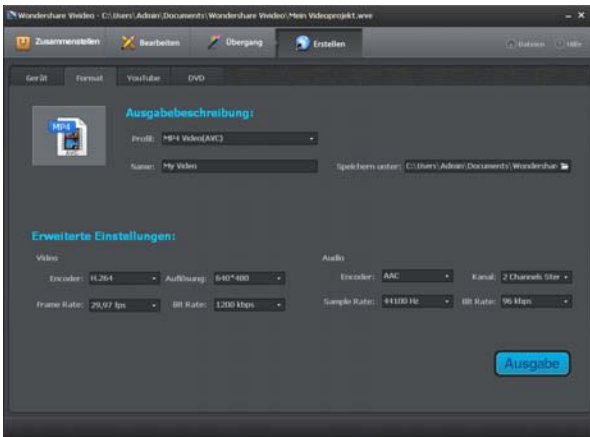 Wondershare Vivideo - C:\Users\Admin\Documents\Wondershare Vivideo\Mein Videoprojekt.wve
Zusammenstellen Bearbeiten Übergang Erstellen Dateien Hilfe
Gerät Format YouTube DVD
MP4
AVC
Ausgabebeschreibung:
Profil: MP4 Video(AVC)
Name: My Video Speichern unter: C:\Users\Admin\Documents\Wondershar
Erweiterte Einstellungen:
Video Audio
Encoder: H.264 Auflösung: 640*480 Encoder: AAC Kanal: 2 Channels Ster
Frame Rate: 29,97 fps Bit Rate: 1200 kbps Sample Rate: 44100 Hz Bit Rate: 96 kbps
Ausgabe